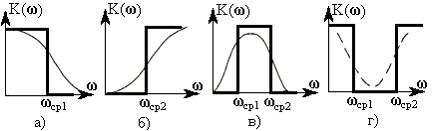 K(ω) K(ω) K(ω) K(ω)
ω ω ω ω
ωср1 ωср2 ωср1 ωср2 ωср1 ωср2
а) б) в) г)